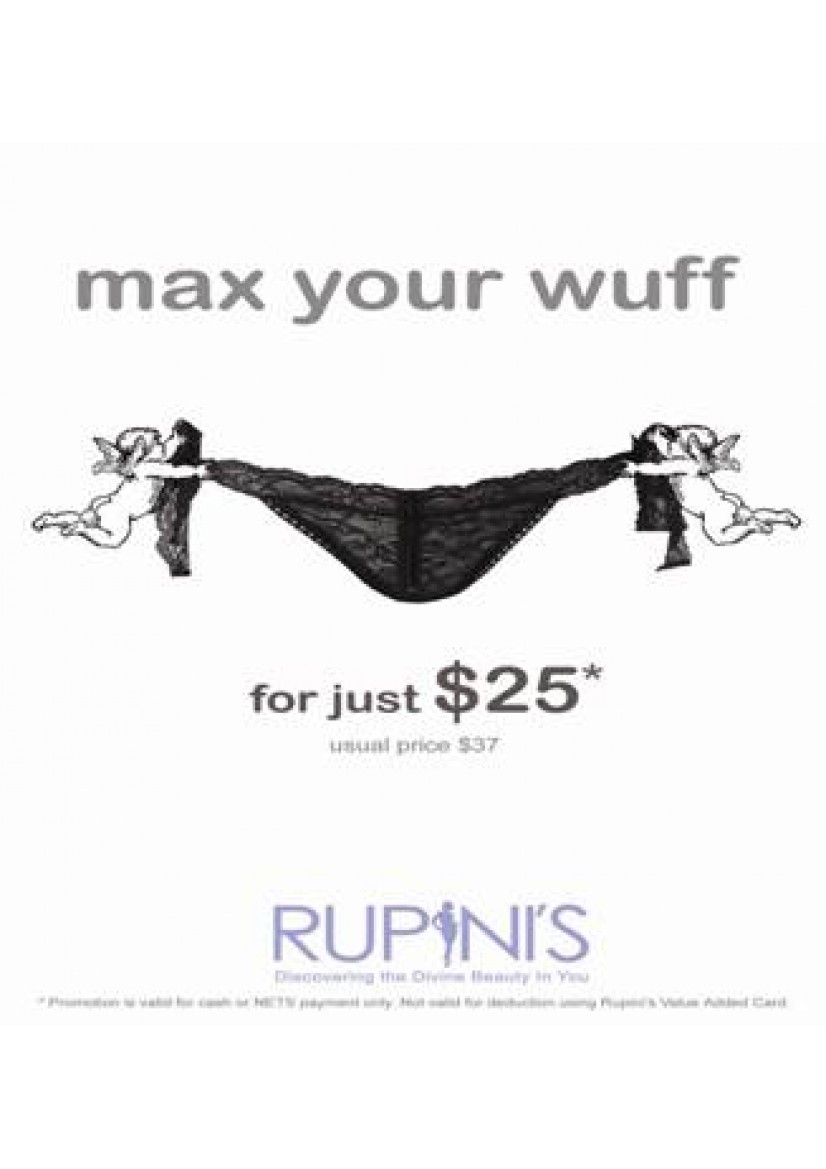 max your wuff
for just $25*
usual price $37
RUPINI'S
Discovering the Divine Beauty In You
* Promotion is valid for cash or NETS payment only. Not valid for deduction using Rupini's Value Added Card.